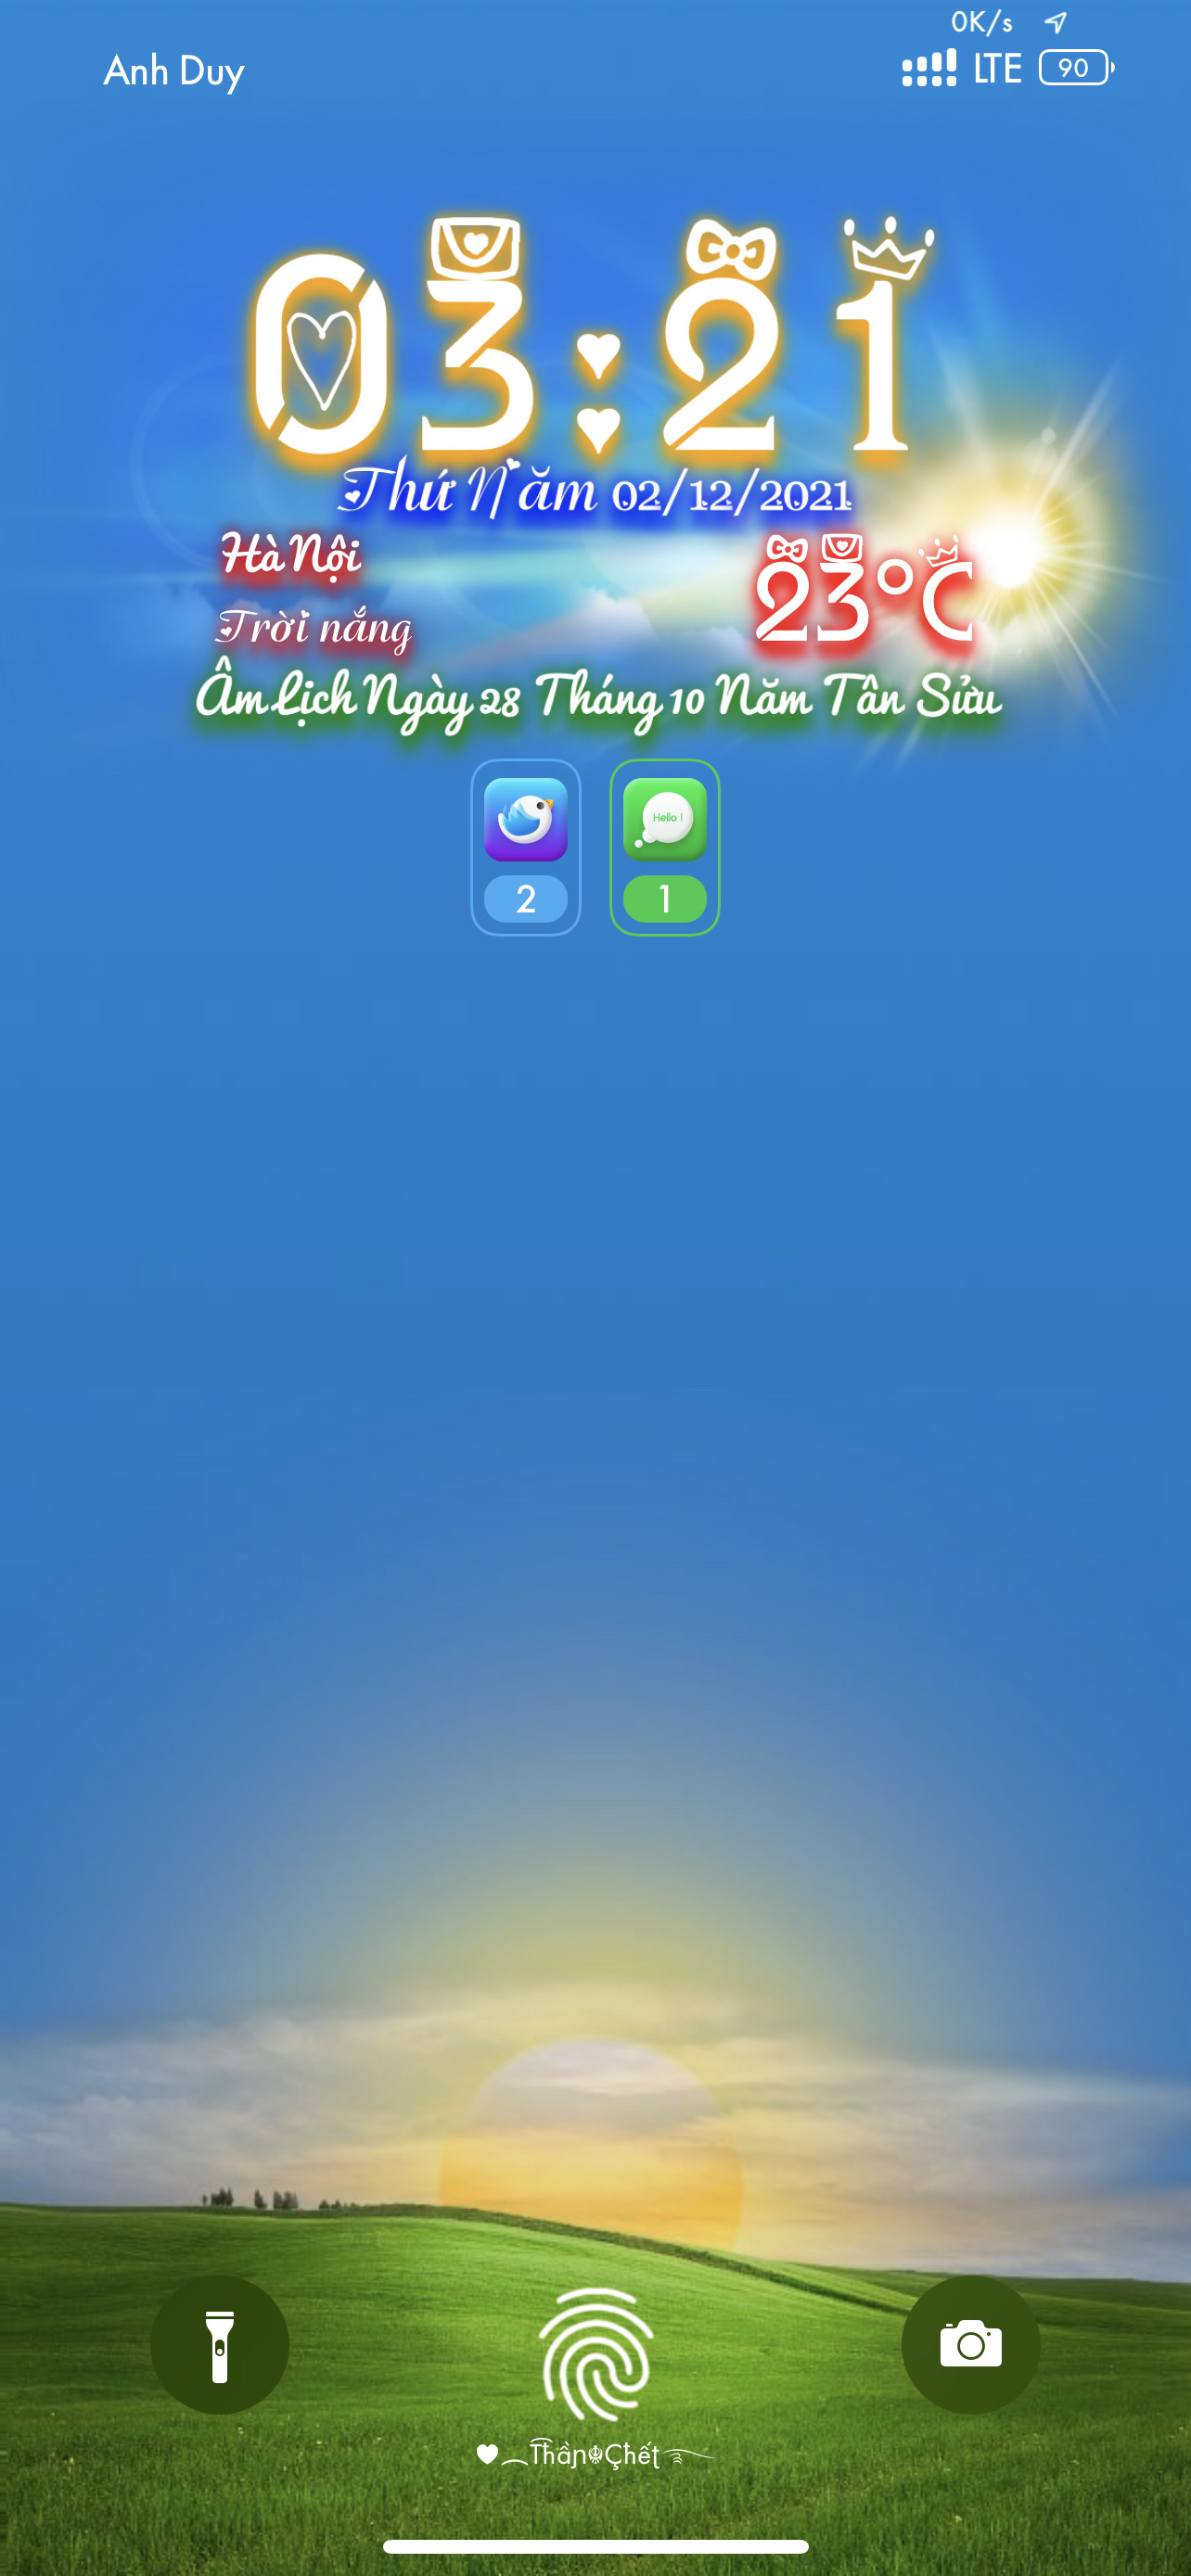 0K/s
Anh Duy
LTE 90
03:21
Thứ Năm 02/12/2021
Hà Nội
23°C
Trời nắng
Âm Lịch Ngày 28 Tháng 10 Năm Tân Sửu
Hello !
2 1
Thần Chết